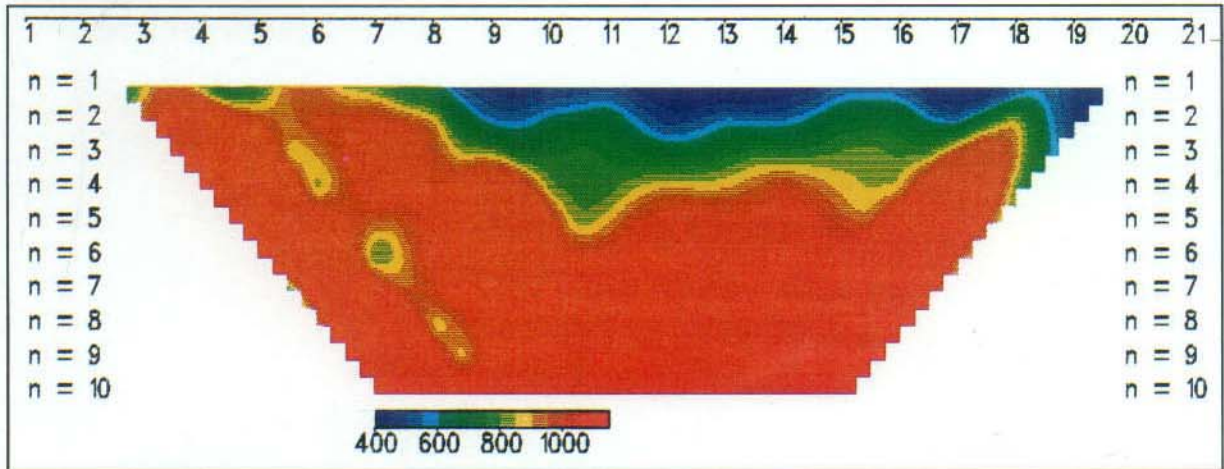 1 2 3 4 5 6 7 8 9 10 11 12 13 14 15 16 17 18 19 20 21
n = 1 n = 1
n = 2 n = 2
n = 3 n = 3
n = 4 n = 4
n = 5 n = 5
n = 6 n = 6
n = 7 n = 7
n = 8 n = 8
n = 9 n = 9
n = 10 n = 10
400 600 800 1000